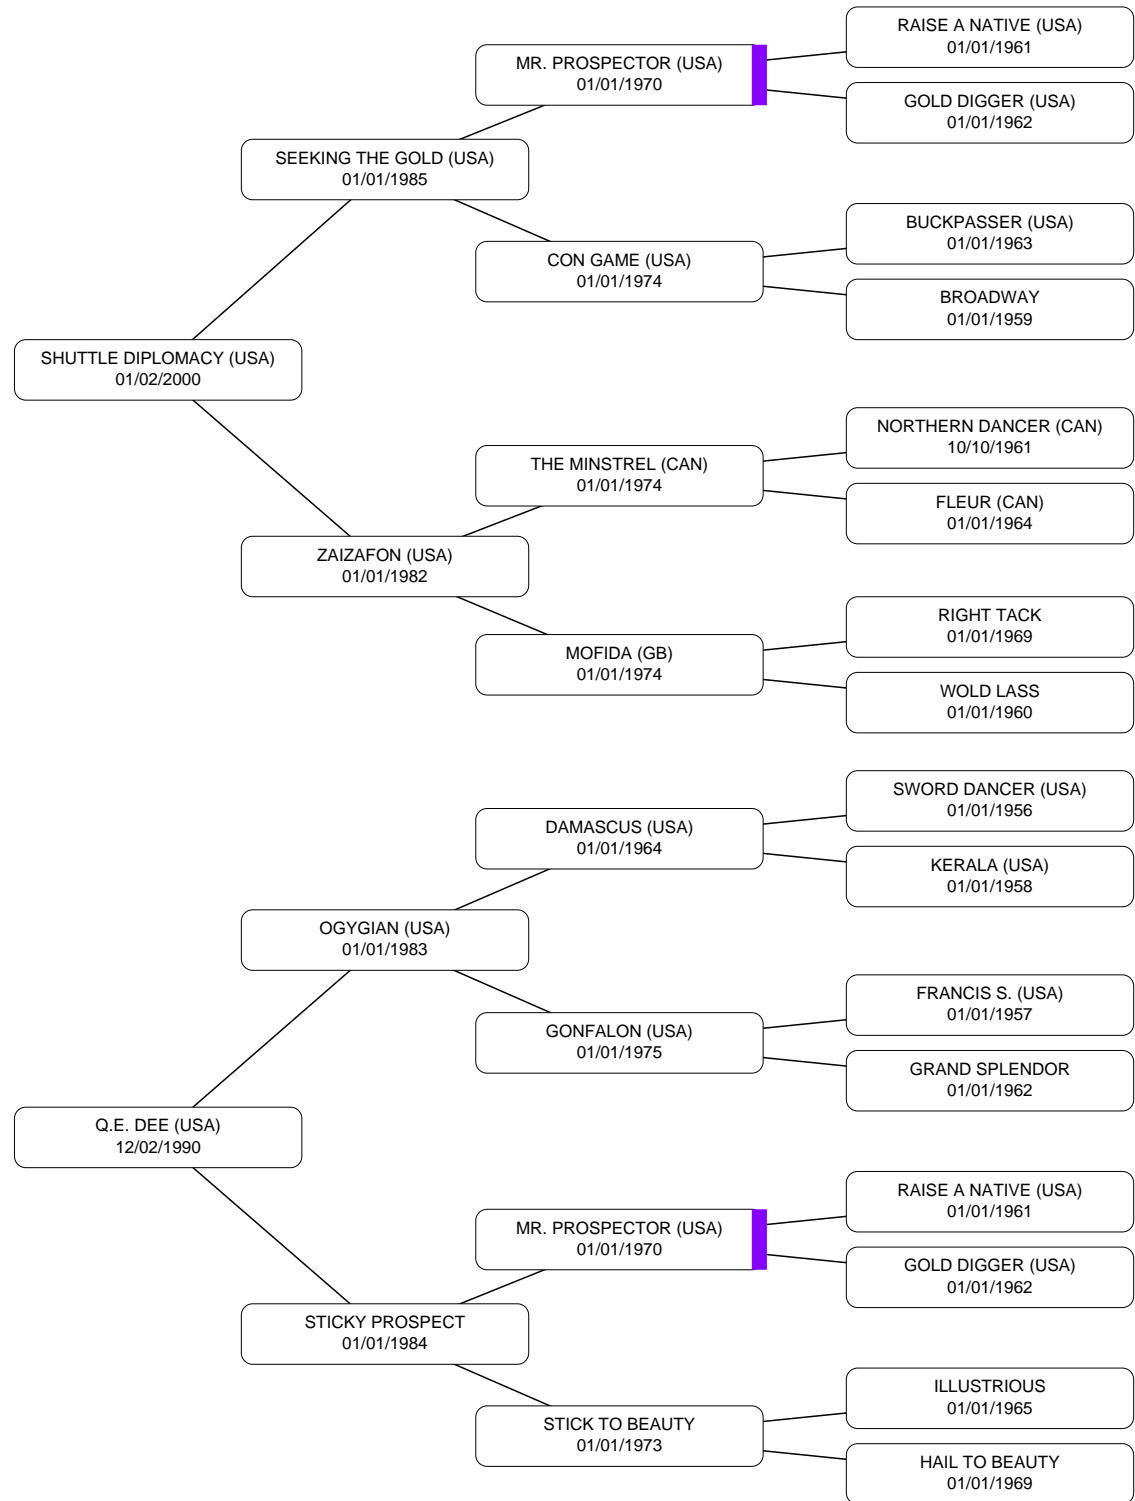 RAISE A NATIVE (USA)
01/01/1961
MR. PROSPECTOR (USA)
01/01/1970
GOLD DIGGER (USA)
01/01/1962
SEEKING THE GOLD (USA)
01/01/1985
BUCKPASSER (USA)
01/01/1963
CON GAME (USA)
01/01/1974
BROADWAY
01/01/1959
SHUTTLE DIPLOMACY (USA)
01/02/2000
NORTHERN DANCER (CAN)
10/10/1961
THE MINSTREL (CAN)
01/01/1974
FLEUR (CAN)
01/01/1964
ZAIZAFON (USA)
01/01/1982
RIGHT TACK
01/01/1969
MOFIDA (GB)
01/01/1974
WOLD LASS
01/01/1960
SWORD DANCER (USA)
01/01/1956
DAMASCUS (USA)
01/01/1964
KERALA (USA)
01/01/1958
OGYGIAN (USA)
01/01/1983
FRANCIS S. (USA)
01/01/1957
GONFALON (USA)
01/01/1975
GRAND SPLENDOR
01/01/1962
Q.E. DEE (USA)
12/02/1990
RAISE A NATIVE (USA)
01/01/1961
MR. PROSPECTOR (USA)
01/01/1970
GOLD DIGGER (USA)
01/01/1962
STICKY PROSPECT
01/01/1984
ILLUSTRIOUS
01/01/1965
STICK TO BEAUTY
01/01/1973
HAIL TO BEAUTY
01/01/1969